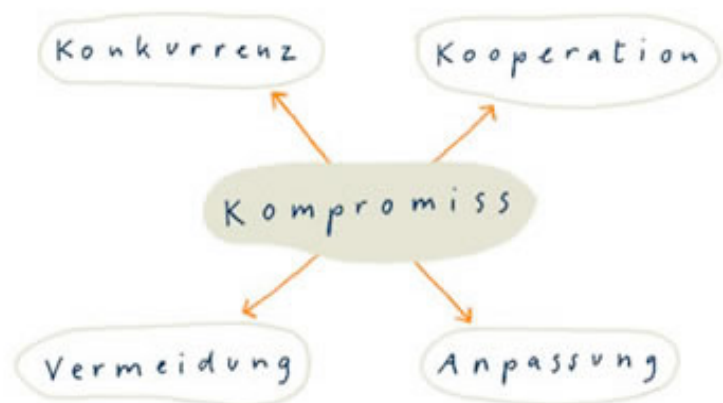 Konkurrenz
Kooperation
Kompromiss
Vermeidung
Anpassung